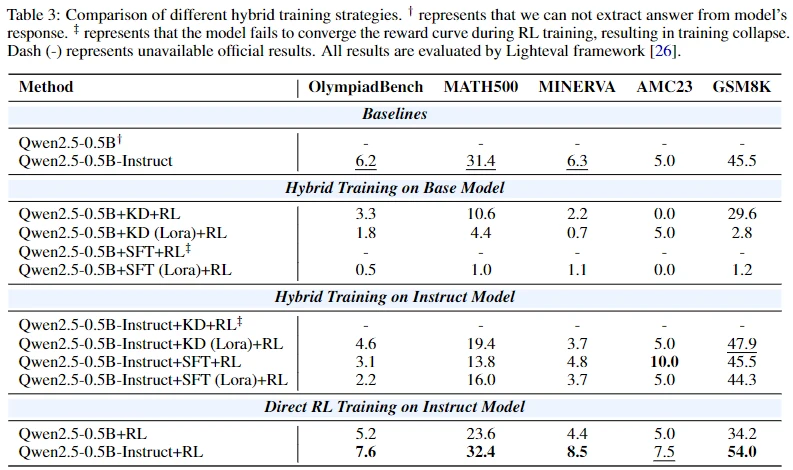 Table 3: Comparison of different hybrid training strategies. † represents that we can not extract answer from model's
response. ‡ represents that the model fails to converge the reward curve during RL training, resulting in training collapse.
Dash (-) represents unavailable official results. All results are evaluated by Lighteval framework [26].
Method OlympiadBench MATH500 MINERVA AMC23 GSM8K
Baselines
Qwen2.5-0.5B† - - - - -
Qwen2.5-0.5B-Instruct 6.2 31.4 6.3 5.0 45.5
Hybrid Training on Base Model
Qwen2.5-0.5B+KD+RL 3.3 10.6 2.2 0.0 29.6
Qwen2.5-0.5B+KD (Lora)+RL 1.8 4.4 0.7 5.0 2.8
Qwen2.5-0.5B+SFT+RL‡ - - - - -
Qwen2.5-0.5B+SFT (Lora)+RL 0.5 1.0 1.1 0.0 1.2
Hybrid Training on Instruct Model
Qwen2.5-0.5B-Instruct+KD+RL‡ - - - - -
Qwen2.5-0.5B-Instruct+KD (Lora)+RL 4.6 19.4 3.7 5.0 47.9
Qwen2.5-0.5B-Instruct+SFT+RL 3.1 13.8 4.8 10.0 45.5
Qwen2.5-0.5B-Instruct+SFT (Lora)+RL 2.2 16.0 3.7 5.0 44.3
Direct RL Training on Instruct Model
Qwen2.5-0.5B+RL 5.2 23.6 4.4 5.0 34.2
Qwen2.5-0.5B-Instruct+RL 7.6 32.4 8.5 7.5 54.0